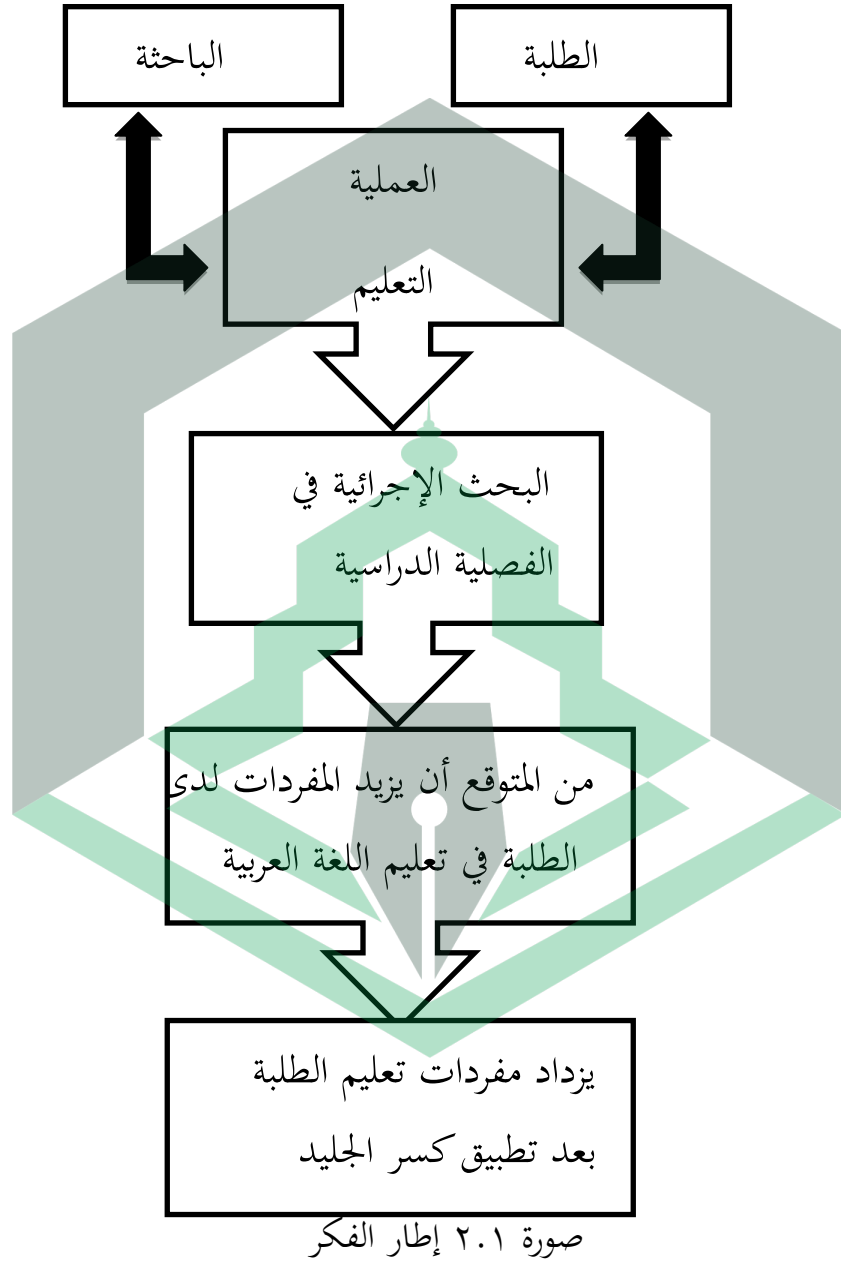 الطلبة
الباحثة
العملية
التعليم
البحث الإجرائية في
الفصلية الدراسية
من المتوقع أن يزيد المفردات لدى
الطلبة في تعليم اللغة العربية
يزداد مفردات تعليم الطلبة
بعد تطبيق كسر الجليد
صورة ٢.١ إطار الفكر